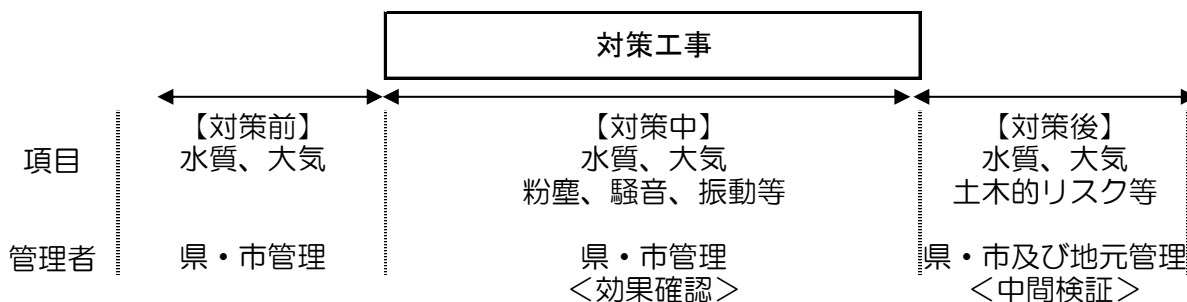 対策工事
【対策前】 【対策中】 【対策後】
項目 水質、大気 水質、大気 水質、大気
粉塵、騒音、振動等 土木的リスク等
管理者 県・市管理 県・市管理 県・市及び地元管理
＜効果確認＞ ＜中間検証＞